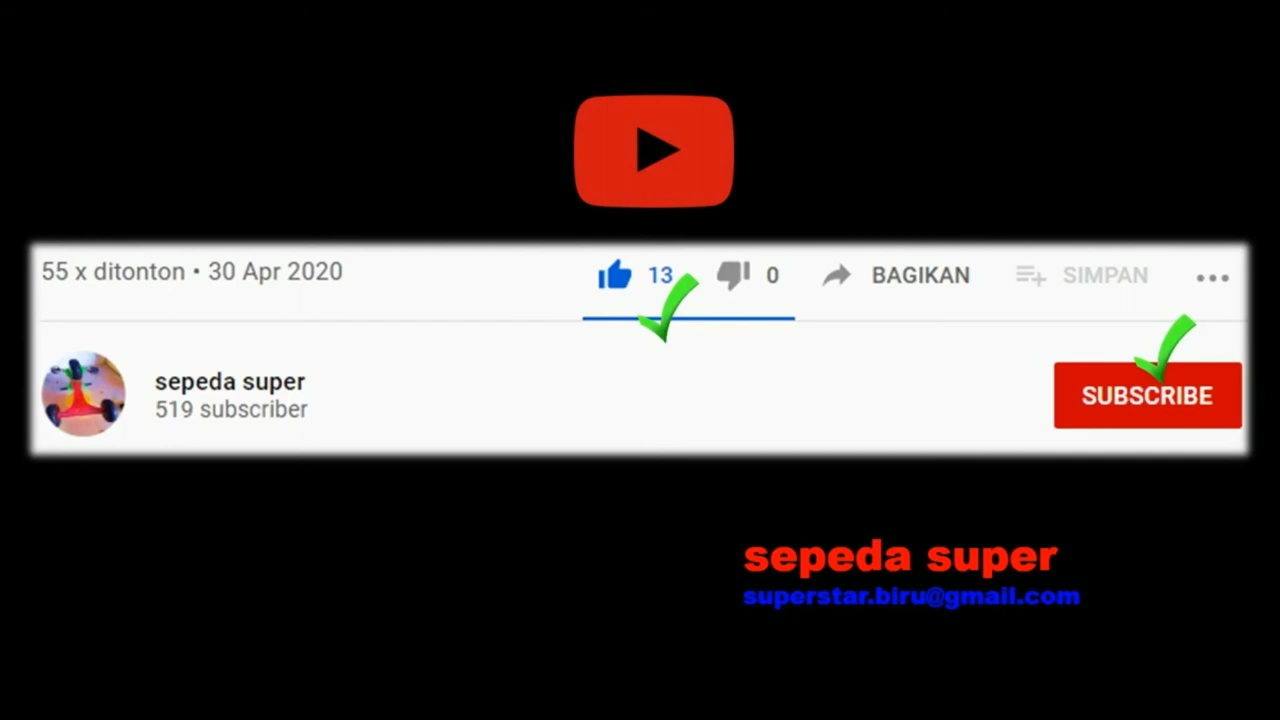 55 x ditonton • 30 Apr 2020
13
0
BAGIKAN
SIMPAN
sepeda super
519 subscriber
SUBSCRIBE
sepeda super
superstar.biru@gmail.com